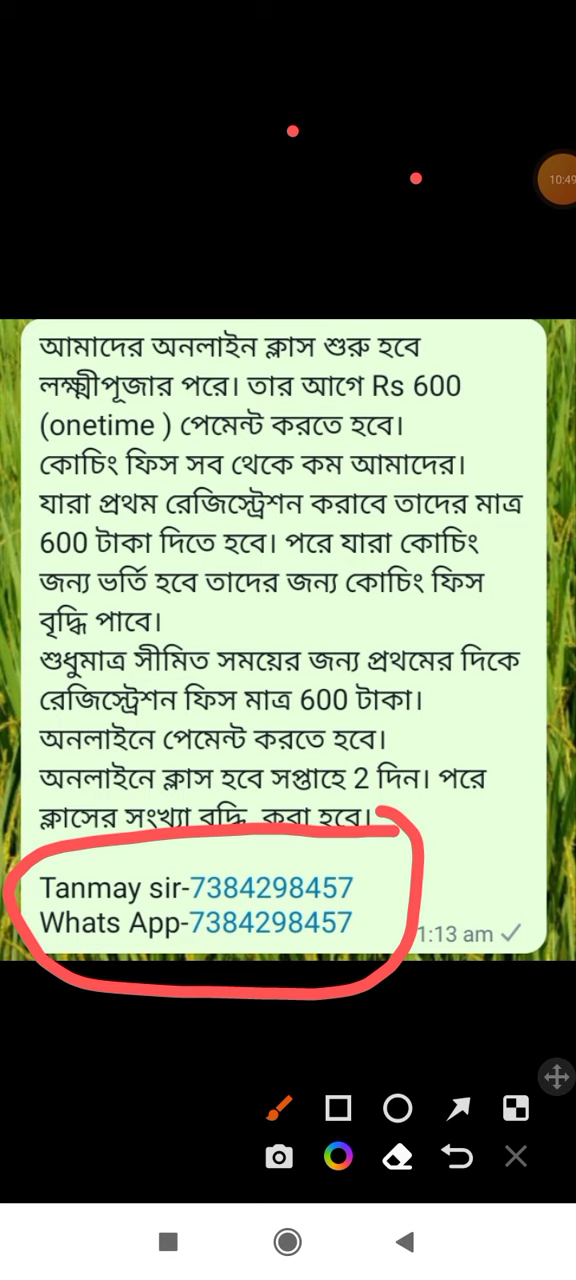 10:49
আমাদের অনলাইন ক্লাস শুরু হবে
লক্ষ্মীপূজার পরে। তার আগে Rs 600
(onetime ) পেমেন্ট করতে হবে।
কোচিং ফিস সব থেকে কম আমাদের।
যারা প্রথম রেজিস্ট্রেশন করাবে তাদের মাত্র
600 টাকা দিতে হবে। পরে যারা কোচিং
জন্য ভর্তি হবে তাদের জন্য কোচিং ফিস
বৃদ্ধি পাবে।
শুধুমাত্র সীমিত সময়ের জন্য প্রথমের দিকে
রেজিস্ট্রেশন ফিস মাত্র 600 টাকা।
অনলাইনে পেমেন্ট করতে হবে।
অনলাইনে ক্লাস হবে সপ্তাহে 2 দিন। পরে
ক্লাসের সংখ্যা বৃদ্ধি করা হবে।
Tanmay sir-7384298457
Whats App-7384298457
1:13 am